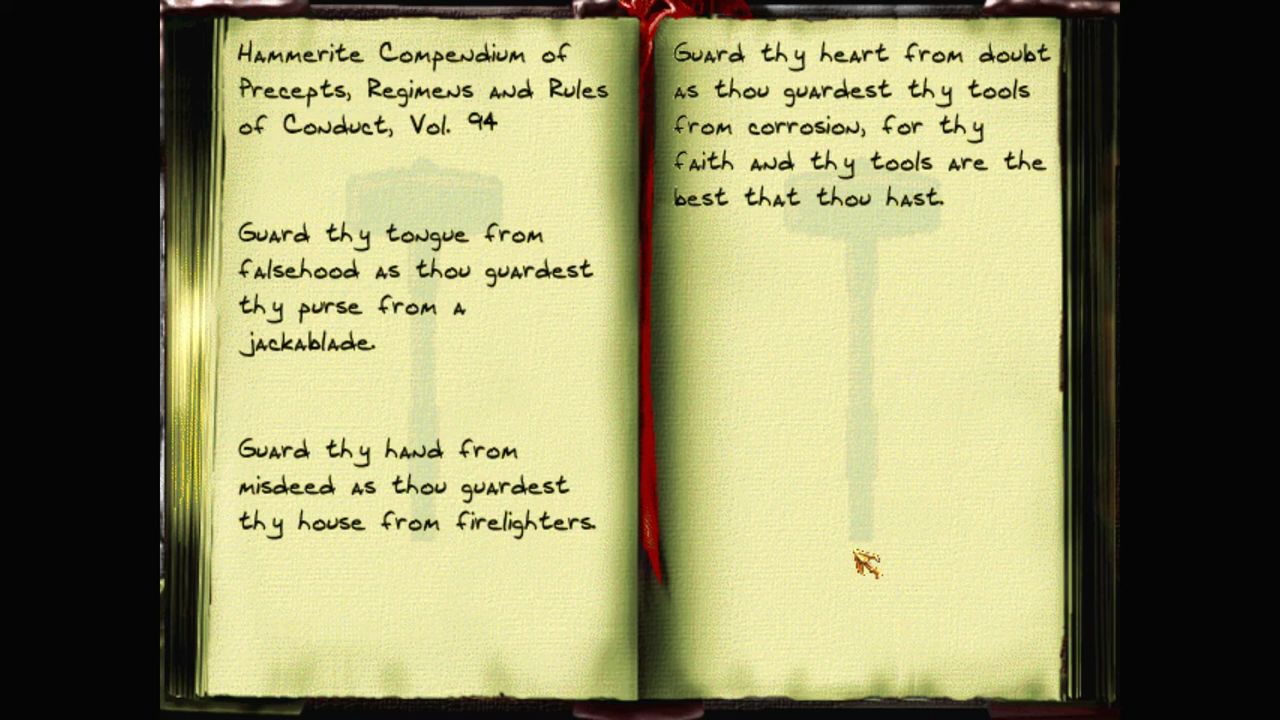 Hammerite Compendium of
Precepts, Regimens and Rules
of Conduct, Vol. 94
Guard thy tongue from
falsehood as thou guardest
thy purse from a
jackablade.
Guard thy hand from
misdeed as thou guardest
thy house from firelighters.
Guard thy heart from doubt
as thou guardest thy tools
from corrosion, for thy
faith and thy tools are the
best that thou hast.